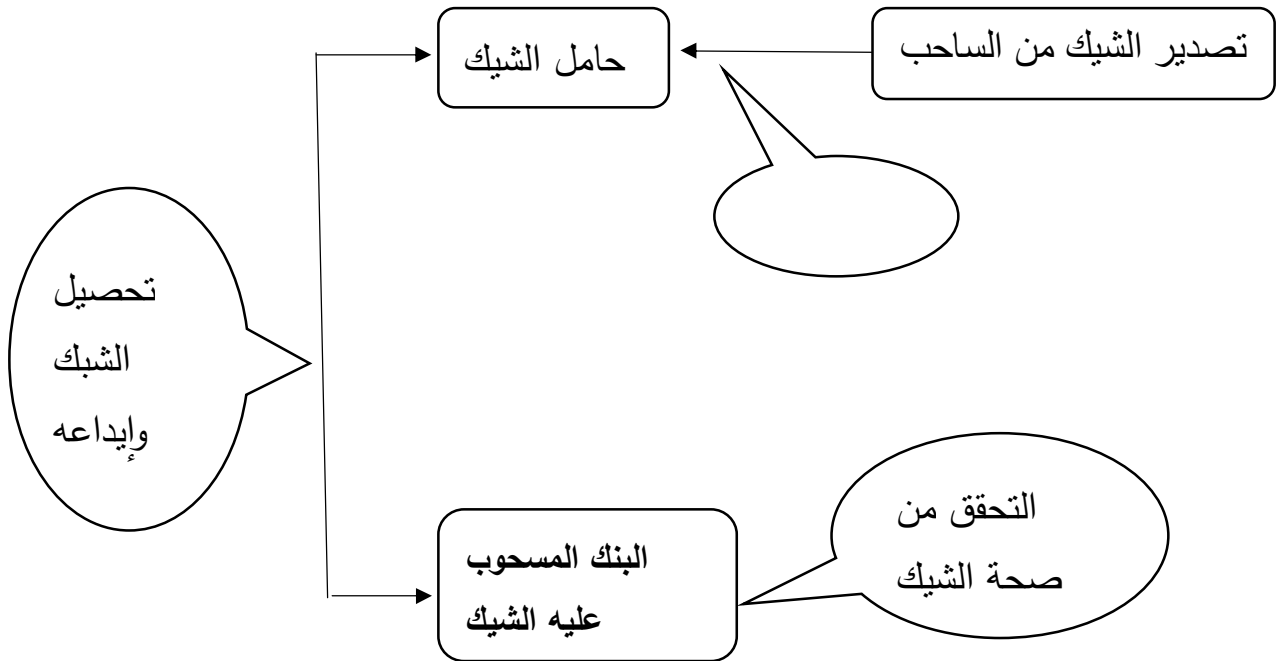 تصدير الشيك من الساحب
حامل الشيك
تحصيل
الشبك
وإيداعه
التحقق من
صحة الشيك
البنك المسحوب
عليه الشيك